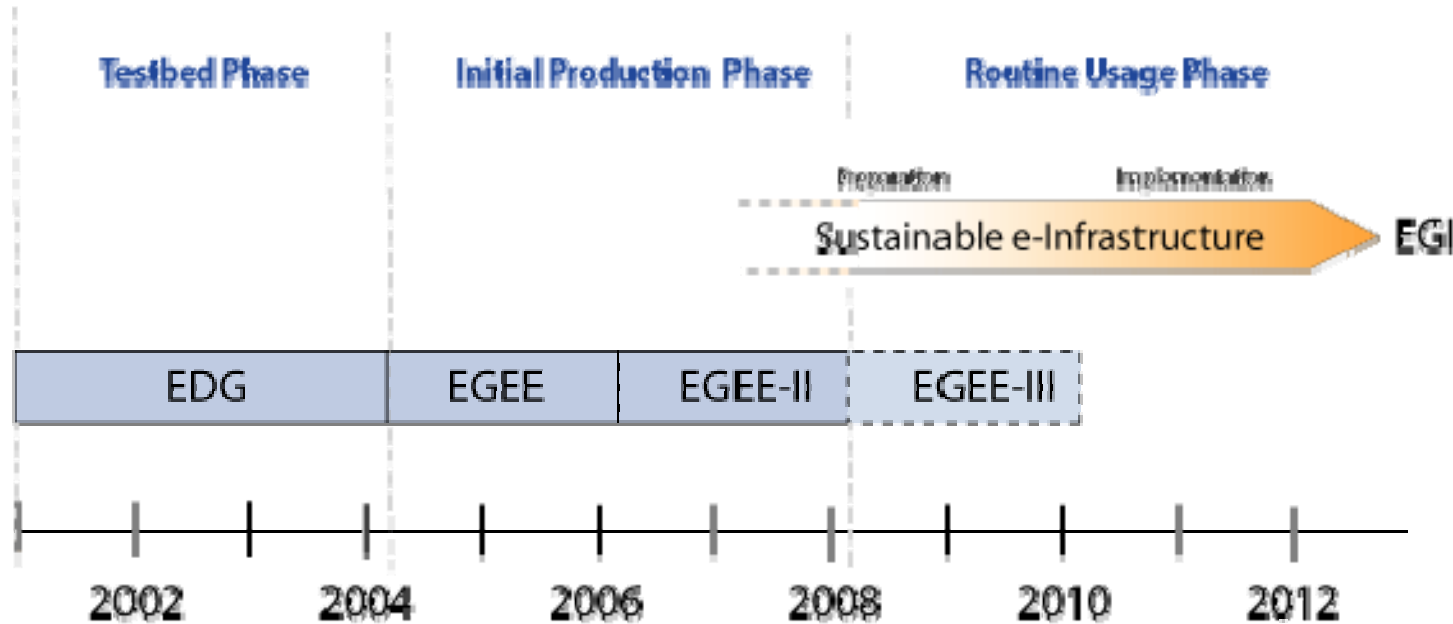 Testbed Phase
Initial Production Phase
Routine Usage Phase
Preparation
Implementation
Sustainable e-Infrastructure
EGI
EDG
EGEE
EGEE-II
EGEE-III
2002
2004
2006
2008
2010
2012